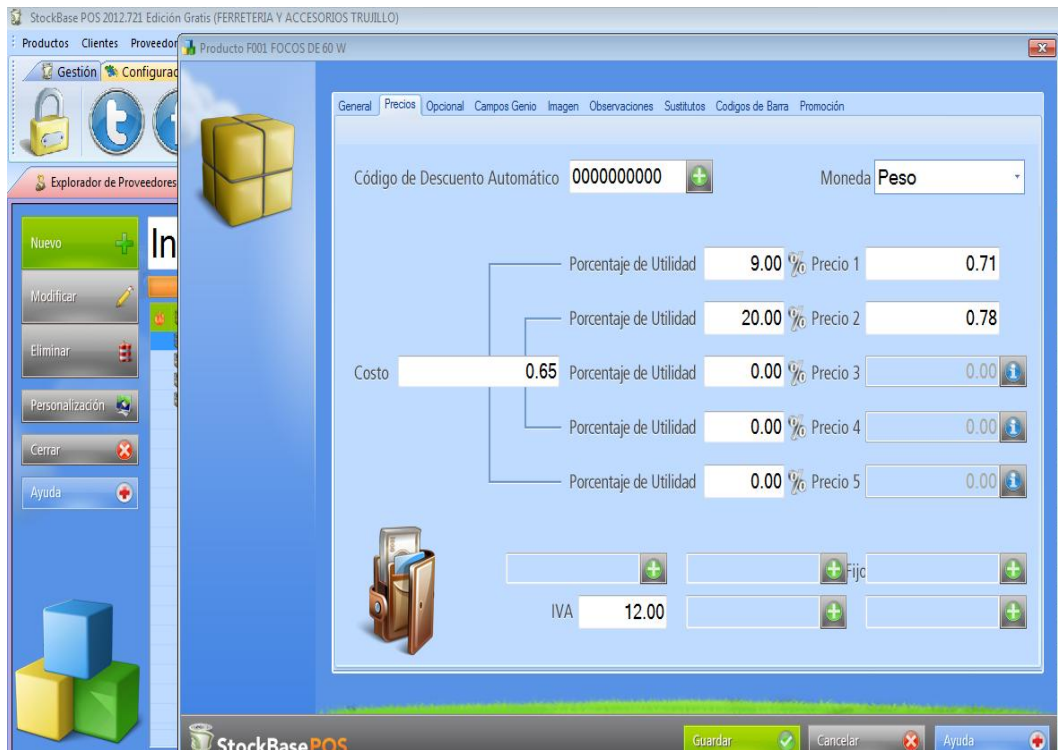 StockBase POS 2012.721 Edición Gratis (FERRETERIA Y ACCESORIOS TRUJILLO)
Productos Clientes Proveedor
Producto F001 FOCOS DE 60 W
Gestión Configurac
Explorador de Proveedores
Nuevo
In
Modificar
Eliminar
Personalización
Cerrar
Ayuda
General Precios Opcional Campos Genio Imagen Observaciones Sustitutos Codigos de Barra Promoción
Código de Descuento Automático 0000000000 Moneda Peso
Porcentaje de Utilidad 9.00 % Precio 1 0.71
Porcentaje de Utilidad 20.00 % Precio 2 0.78
Costo 0.65 Porcentaje de Utilidad 0.00 % Precio 3 0.00
Porcentaje de Utilidad 0.00 % Precio 4 0.00
Porcentaje de Utilidad 0.00 % Precio 5 0.00
Fijo
IVA 12.00
StockBase POS
Guardar Cancelar Ayuda